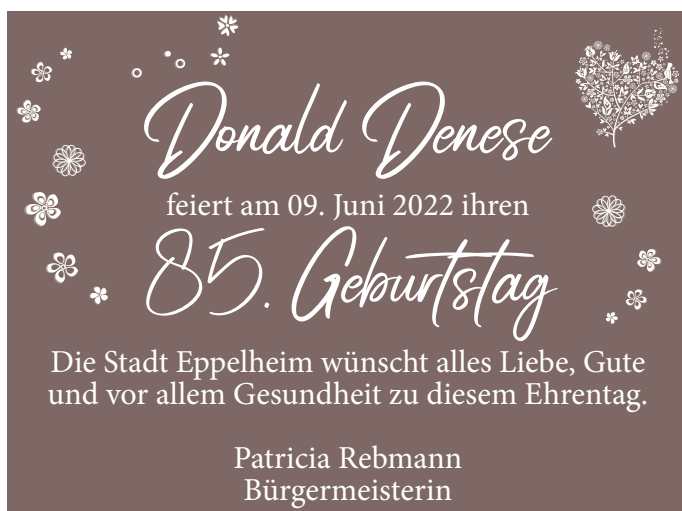 Donald Denese
feiert am 09. Juni 2022 ihren
85. Geburtstag
Die Stadt Eppelheim wünscht alles Liebe, Gute
und vor allem Gesundheit zu diesem Ehrentag.
Patricia Rebmann
Bürgermeisterin